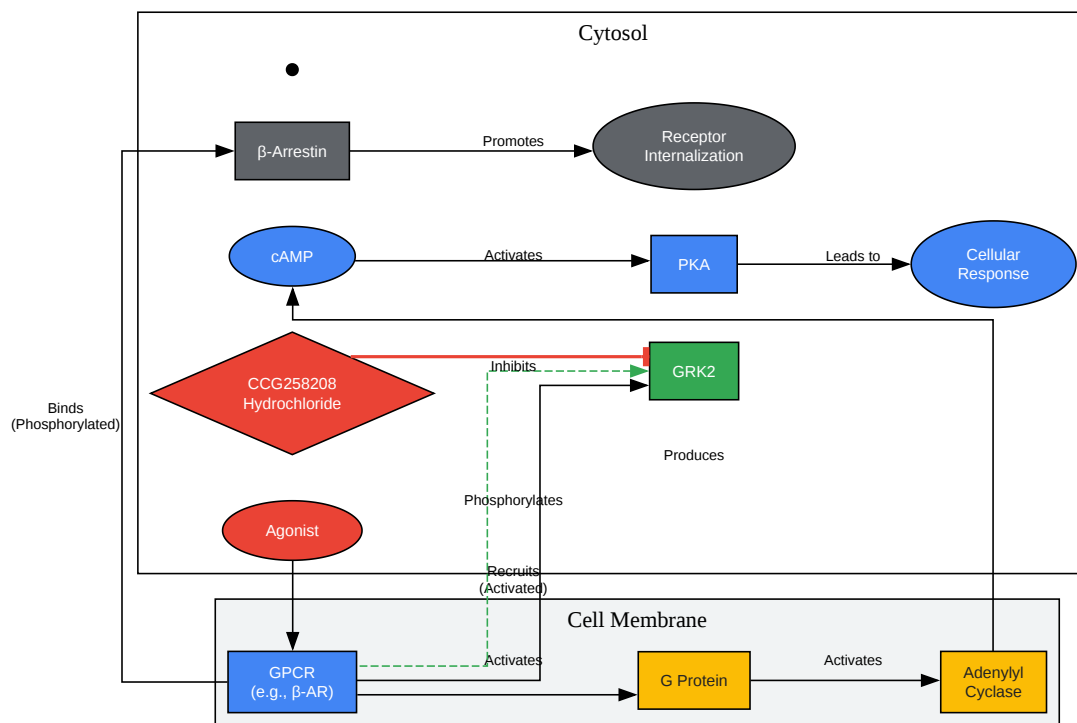 Cytosol
β-Arrestin
Promotes
Receptor
Internalization
cAMP
Activates
PKA
Leads to
Cellular
Response
CCG258208
Hydrochloride
Inhibits
GRK2
Binds
(Phosphorylated)
Produces
Phosphorylates
Agonist
Recruits
(Activated)
Cell Membrane
GPCR
(e.g., β-AR)
Activates
G Protein
Activates
Adenylyl
Cyclase